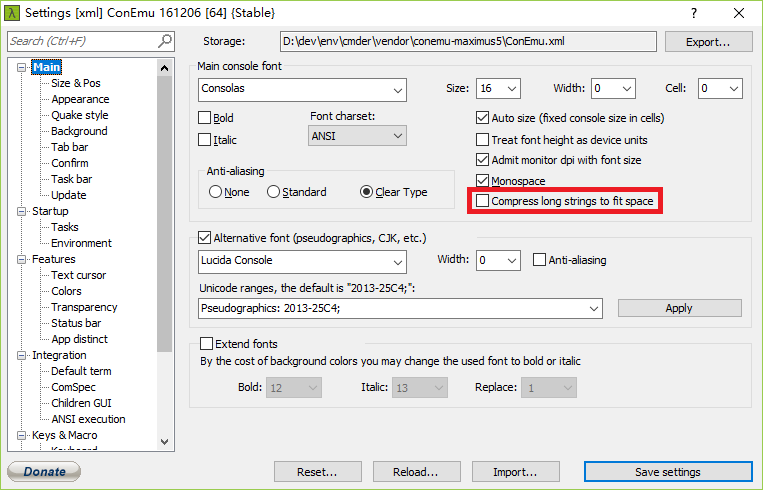 Settings [xml] ConEmu 161206 [64] {Stable}
Search (Ctrl+F)
Storage: D:\dev\env\cmder\vendor\conemu-maximus5\ConEmu.xml Export...
Main
Size & Pos
Appearance
Quake style
Background
Tab bar
Confirm
Task bar
Update
Startup
Tasks
Environment
Features
Text cursor
Colors
Transparency
Status bar
App distinct
Integration
Default term
ComSpec
Children GUI
ANSI execution
Keys & Macro
Keyboard
Main console font
Consolas Size: 16 Width: 0 Cell: 0
Bold Font charset:
Italic ANSI
Auto size (fixed console size in cells)
Treat font height as device units
Admit monitor dpi with font size
Monospace
Compress long strings to fit space
Anti-aliasing
None Standard Clear Type
Alternative font (pseudographics, CJK, etc.)
Lucida Console Width: 0 Anti-aliasing
Unicode ranges, the default is "2013-25C4;":
Pseudographics: 2013-25C4; Apply
Extend fonts
By the cost of background colors you may change the used font to bold or italic
Bold: 12 Italic: 13 Replace: 1
Donate Reset... Reload... Import... Save settings